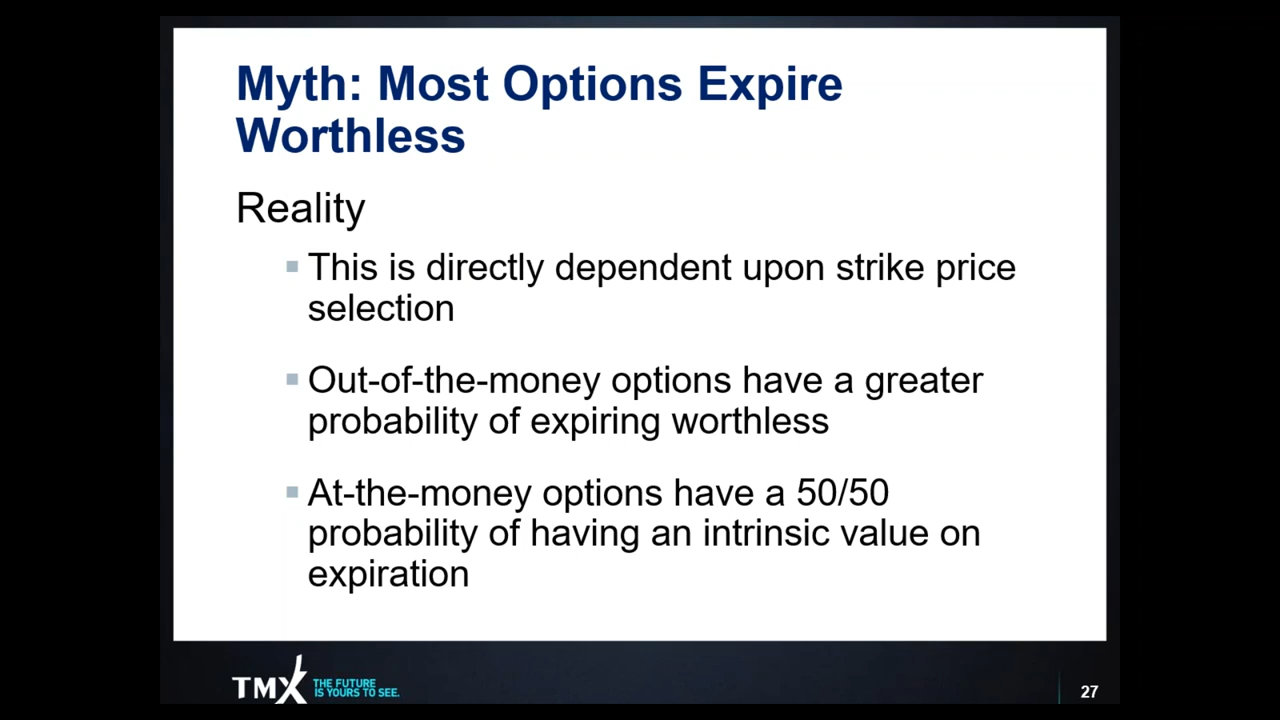 Myth: Most Options Expire
Worthless
Reality
This is directly dependent upon strike price
selection
Out-of-the-money options have a greater
probability of expiring worthless
At-the-money options have a 50/50
probability of having an intrinsic value on
expiration
TMX
THE FUTURE
IS YOURS TO SEE.
27